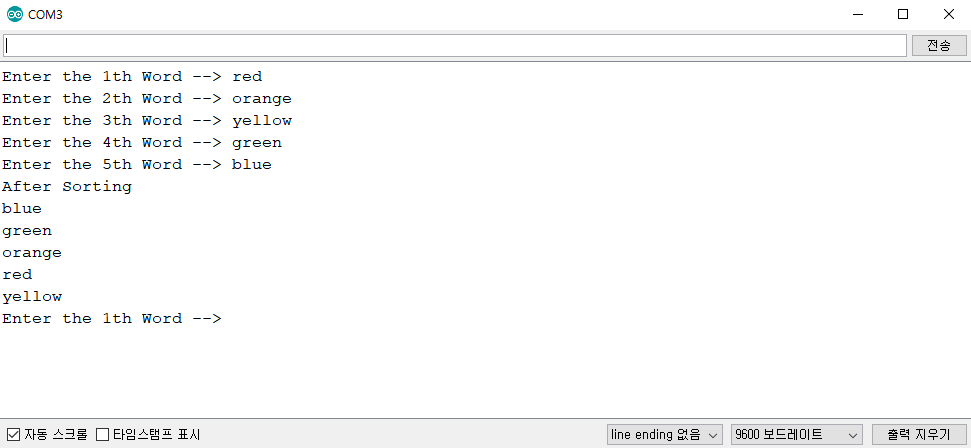 COM3
전송
Enter the 1th Word --> red
Enter the 2th Word --> orange
Enter the 3th Word --> yellow
Enter the 4th Word --> green
Enter the 5th Word --> blue
After Sorting
blue
green
orange
red
yellow
Enter the 1th Word -->
자동 스크롤 타임스탬프 표시 line ending 없음 9600 보드레이트 출력 지우기